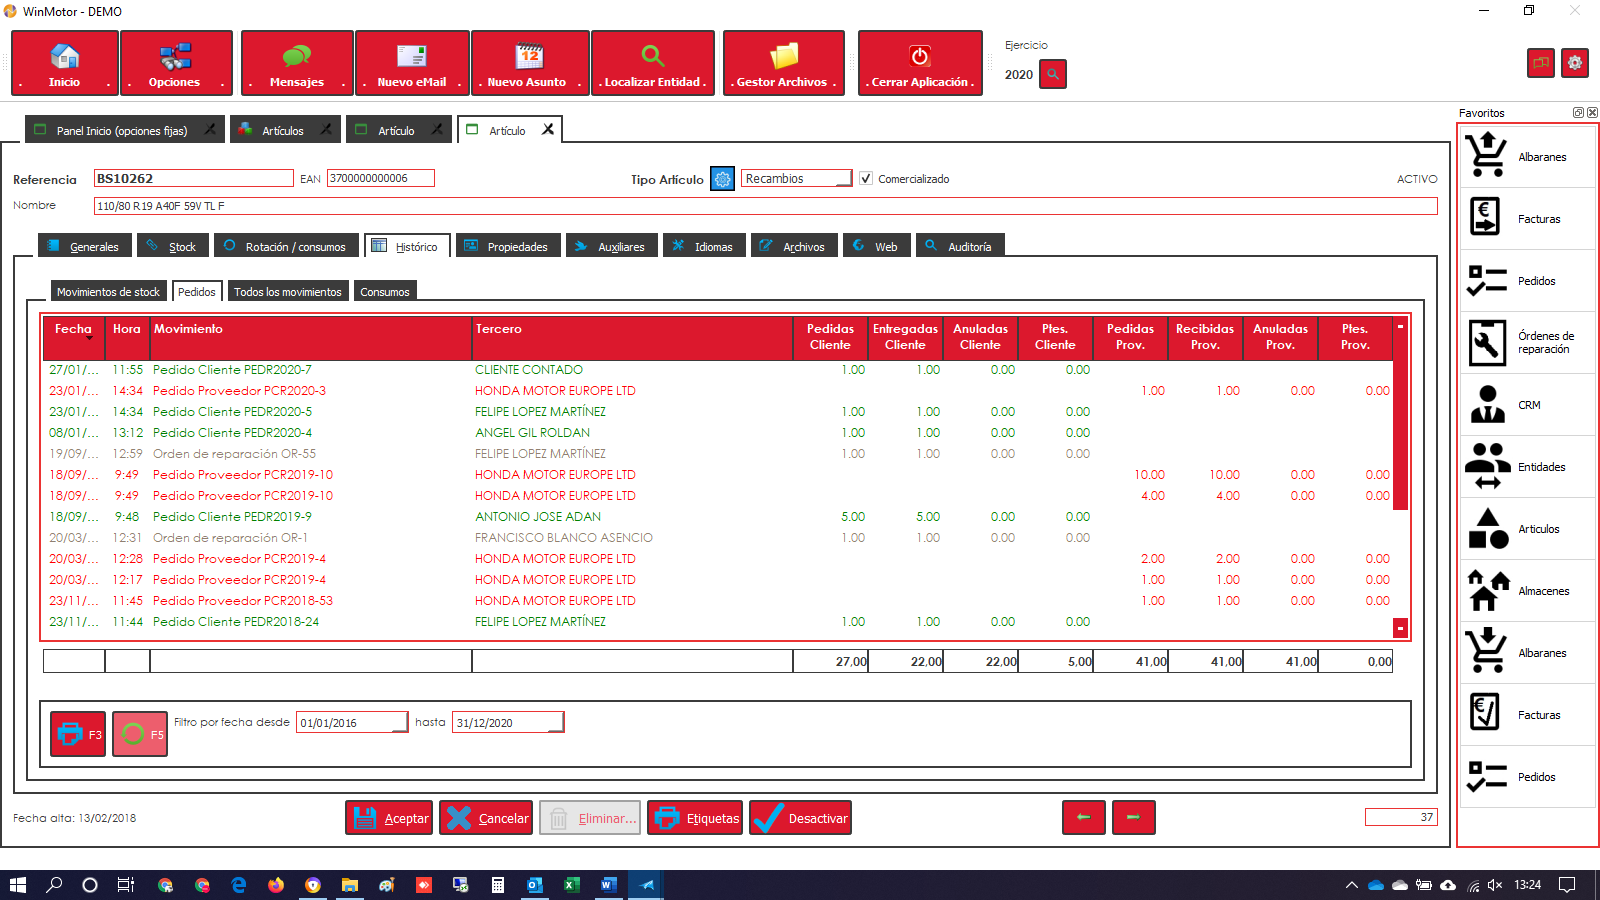 WinMotor - DEMO
. Inicio .
. Opciones .
. Mensajes .
. Nuevo eMail .
. Nuevo Asunto .
. Localizar Entidad .
. Gestor Archivos .
. Cerrar Aplicación .
Ejercicio
2020
Favoritos
Panel Inicio (opciones fijas)
Artículos
Artículo
Artículo
Referencia BS10262 EAN 3700000000006 Tipo Artículo Recambios Comercializado ACTIVO
Nombre 110/80 R19 A40F 59V TL F
Generales Stock Rotación / consumos Histórico Propiedades Auxiliares Idiomas Archivos Web Auditoría
Movimientos de stock Pedidos Todos los movimientos Consumos
Fecha Hora Movimiento Tercero Pedidas Cliente Entregadas Cliente Anuladas Cliente Ptes. Cliente Pedidas Prov. Recibidas Prov. Anuladas Prov. Ptes. Prov.
27/01/... 11:55 Pedido Cliente PEDR2020-7 CLIENTE CONTADO 1.00 1.00 0.00 0.00
23/01/... 14:34 Pedido Proveedor PCR2020-3 HONDA MOTOR EUROPE LTD 1.00 1.00 0.00 0.00
23/01/... 14:34 Pedido Cliente PEDR2020-5 FELIPE LOPEZ MARTÍNEZ 1.00 1.00 0.00 0.00
08/01/... 13:12 Pedido Cliente PEDR2020-4 ANGEL GIL ROLDAN 1.00 1.00 0.00 0.00
19/09/... 12:59 Orden de reparación OR-55 FELIPE LOPEZ MARTÍNEZ 1.00 1.00 0.00 0.00
18/09/... 9:49 Pedido Proveedor PCR2019-10 HONDA MOTOR EUROPE LTD 10.00 10.00 0.00 0.00
18/09/... 9:49 Pedido Proveedor PCR2019-10 HONDA MOTOR EUROPE LTD 4.00 4.00 0.00 0.00
18/09/... 9:48 Pedido Cliente PEDR2019-9 ANTONIO JOSE ADAN 5.00 5.00 0.00 0.00
20/03/... 12:31 Orden de reparación OR-1 FRANCISCO BLANCO ASENCIO 1.00 1.00 0.00 0.00
20/03/... 12:28 Pedido Proveedor PCR2019-4 HONDA MOTOR EUROPE LTD 2.00 2.00 0.00 0.00
20/03/... 12:17 Pedido Proveedor PCR2019-4 HONDA MOTOR EUROPE LTD 1.00 1.00 0.00 0.00
23/11/... 11:45 Pedido Proveedor PCR2018-53 HONDA MOTOR EUROPE LTD 1.00 1.00 0.00 0.00
23/11/... 11:44 Pedido Cliente PEDR2018-24 FELIPE LOPEZ MARTÍNEZ 1.00 1.00 0.00 0.00
27,00 22,00 22,00 5,00 41,00 41,00 41,00 0,00
F3 F5 Filtro por fecha desde 01/01/2016 hasta 31/12/2020
Fecha alta: 13/02/2018 Aceptar Cancelar Eliminar... Etiquetas Desactivar 37
Albaranes
Facturas
Pedidos
Órdenes de
reparación
CRM
Entidades
Articulos
Almacenes
Albaranes
Facturas
Pedidos
13:24